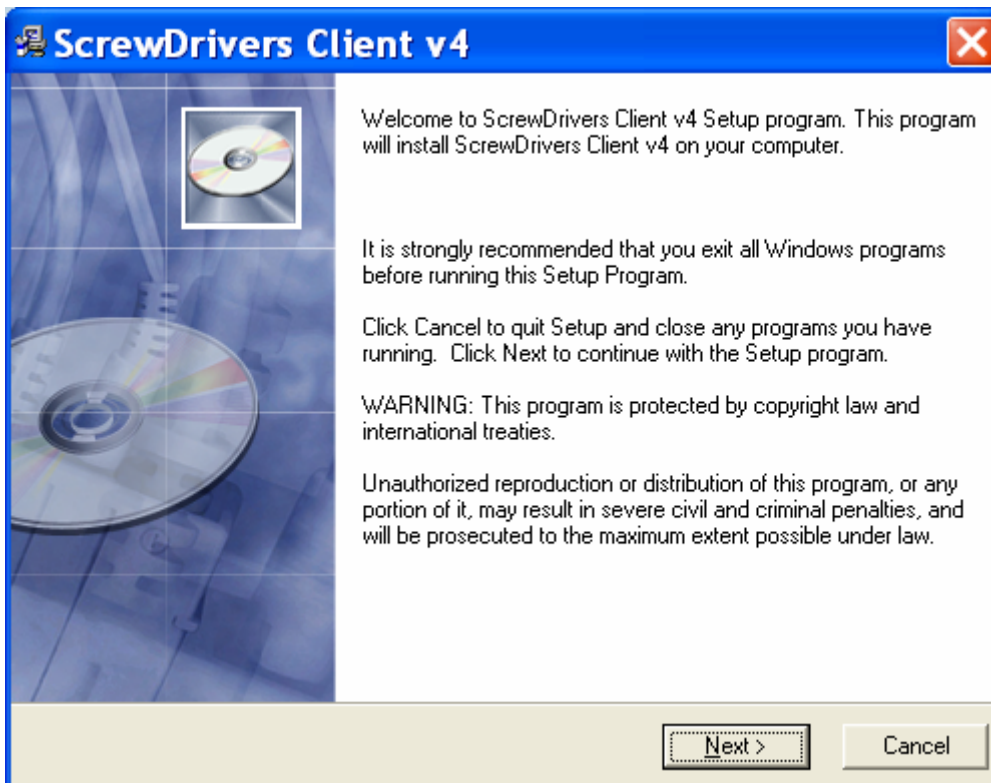 ScrewDrivers Client v4
Welcome to ScrewDrivers Client v4 Setup program. This program
will install ScrewDrivers Client v4 on your computer.
It is strongly recommended that you exit all Windows programs
before running this Setup Program.
Click Cancel to quit Setup and close any programs you have
running.  Click Next to continue with the Setup program.
WARNING: This program is protected by copyright law and
international treaties.
Unauthorized reproduction or distribution of this program, or any
portion of it, may result in severe civil and criminal penalties, and
will be prosecuted to the maximum extent possible under law.
Next >
Cancel